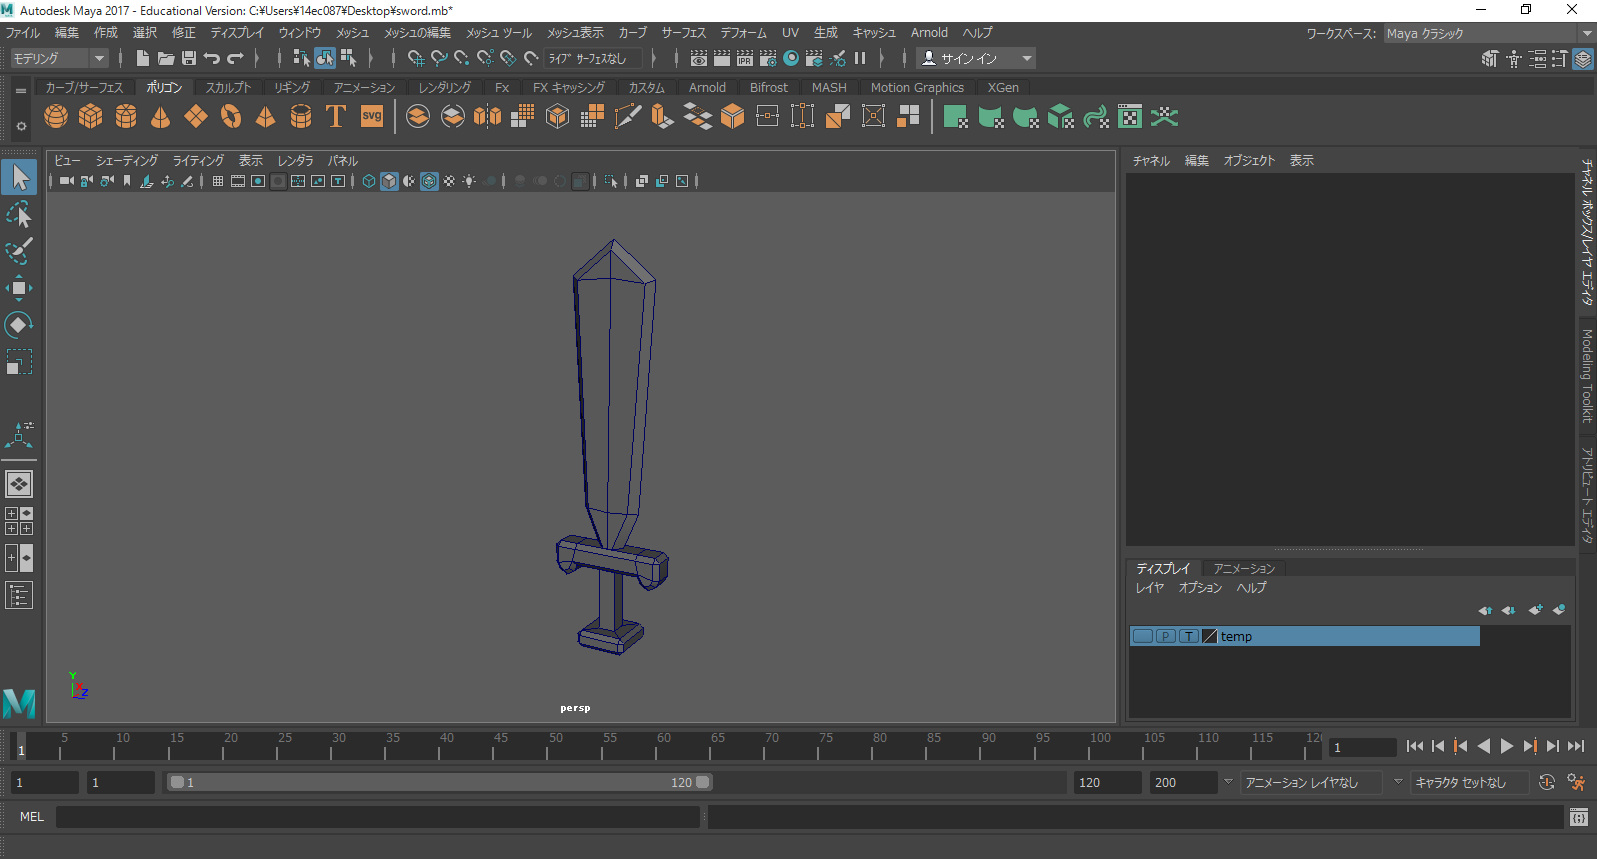 Autodesk Maya 2017 - Educational Version: C:¥Users¥14ec087¥Desktop¥sword.mb*
ファイル 編集 作成 選択 修正 ディスプレイ ウィンドウ メッシュ メッシュの編集 メッシュ ツール メッシュ表示 カーブ サーフェス デフォーム UV 生成 キャッシュ Arnold ヘルプ ワークスペース: Maya クラシック
モデリング ライブ サーフェスなし IPR サイン イン
カーブ/サーフェス ポリゴン スカルプト リギング アニメーション レンダリング Fx FX キャッシング カスタム Arnold Bifrost MASH Motion Graphics XGen
T SVG
ビュー シェーディング ライティング 表示 レンダラ パネル
チャネル 編集 オブジェクト 表示
チャネル ボックス/レイヤ エディタ
Modeling Toolkit
アトリビュート エディタ
Y
Z
persp
ディスプレイ アニメーション
レイヤ オプション ヘルプ
P T temp
1 5 10 15 20 25 30 35 40 45 50 55 60 65 70 75 80 85 90 95 100 105 110 115 12 1
1 1 1 120 120 200 アニメーション レイヤなし キャラクタ セットなし
MEL